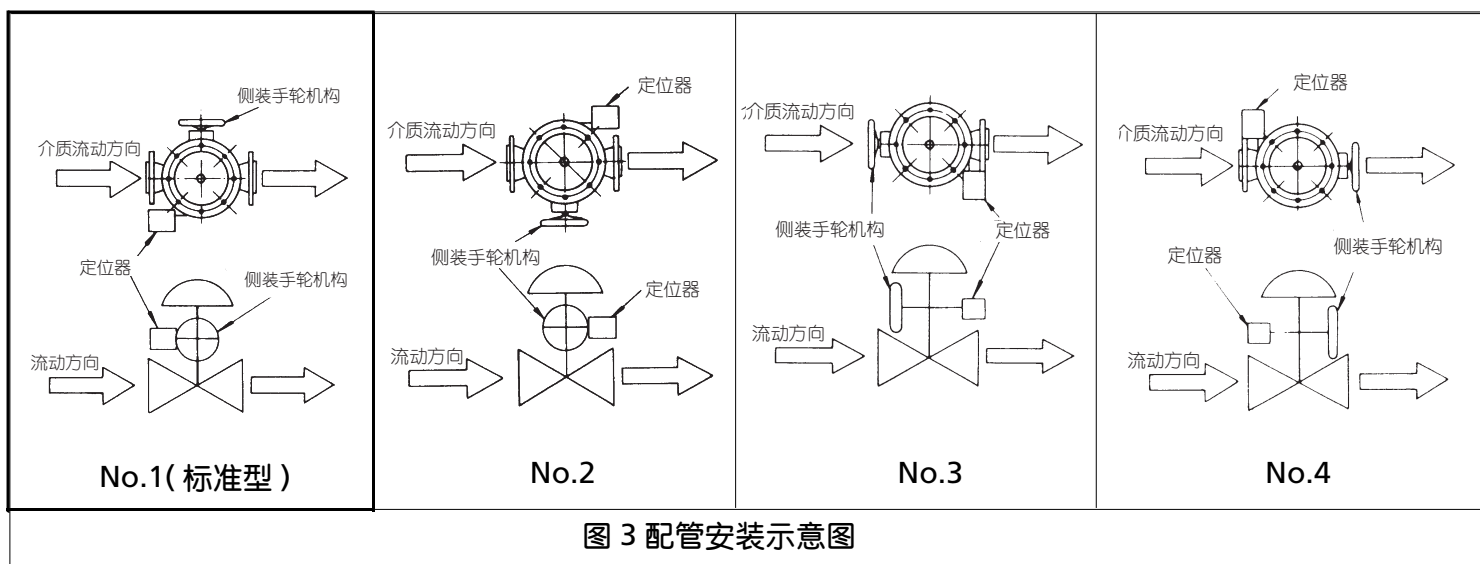 侧装手轮机构
介质流动方向
定位器
侧装手轮机构
流动方向
No.1(标准型)
定位器
介质流动方向
侧装手轮机构
定位器
流动方向
No.2
介质流动方向
侧装手轮机构
定位器
流动方向
No.3
定位器
介质流动方向
侧装手轮机构
定位器
流动方向
No.4
图 3 配管安装示意图